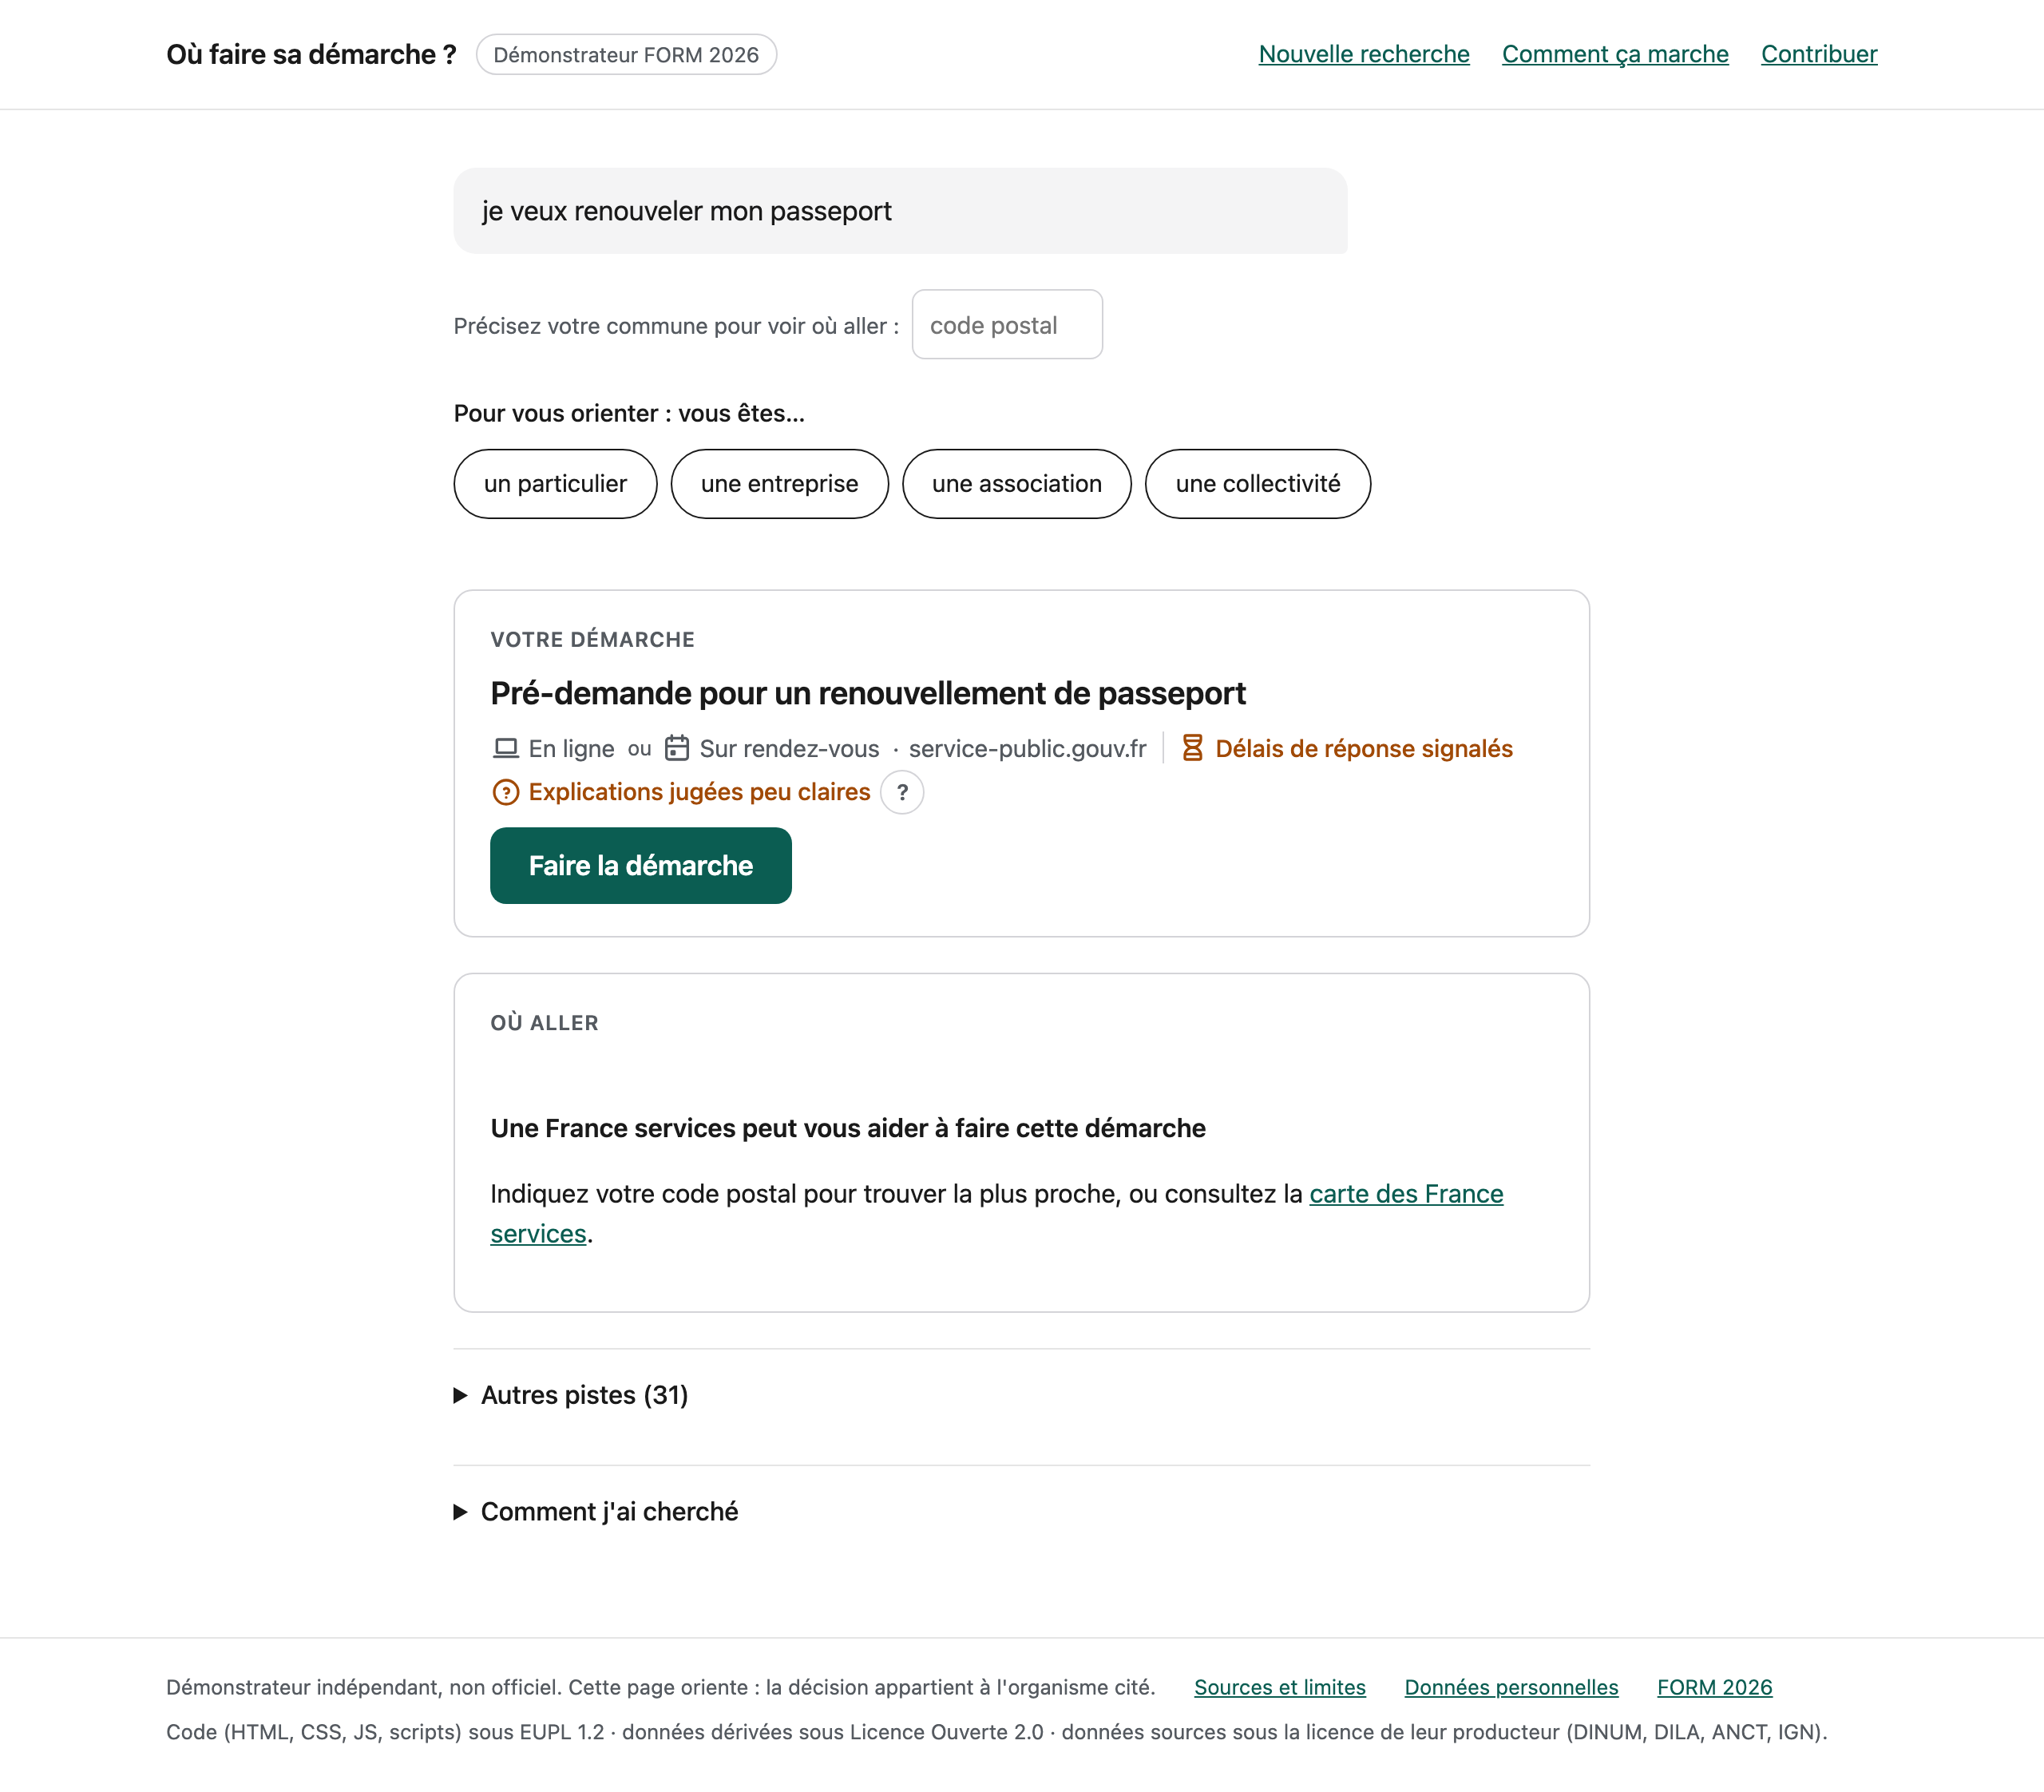 Où faire sa démarche ? Démonstrateur FORM 2026 Nouvelle recherche Comment ça marche Contribuer
je veux renouveler mon passeport
Précisez votre commune pour voir où aller : code postal
Pour vous orienter : vous êtes...
un particulier une entreprise une association une collectivité
VOTRE DÉMARCHE
Pré-demande pour un renouvellement de passeport
En ligne ou Sur rendez-vous · service-public.gouv.fr Délais de réponse signalés
Explications jugées peu claires ?
Faire la démarche
OÙ ALLER
Une France services peut vous aider à faire cette démarche
Indiquez votre code postal pour trouver la plus proche, ou consultez la carte des France
services.
Autres pistes (31)
Comment j'ai cherché
Démonstrateur indépendant, non officiel. Cette page oriente : la décision appartient à l'organisme cité. Sources et limites Données personnelles FORM 2026
Code (HTML, CSS, JS, scripts) sous EUPL 1.2 · données dérivées sous Licence Ouverte 2.0 · données sources sous la licence de leur producteur (DINUM, DILA, ANCT, IGN).